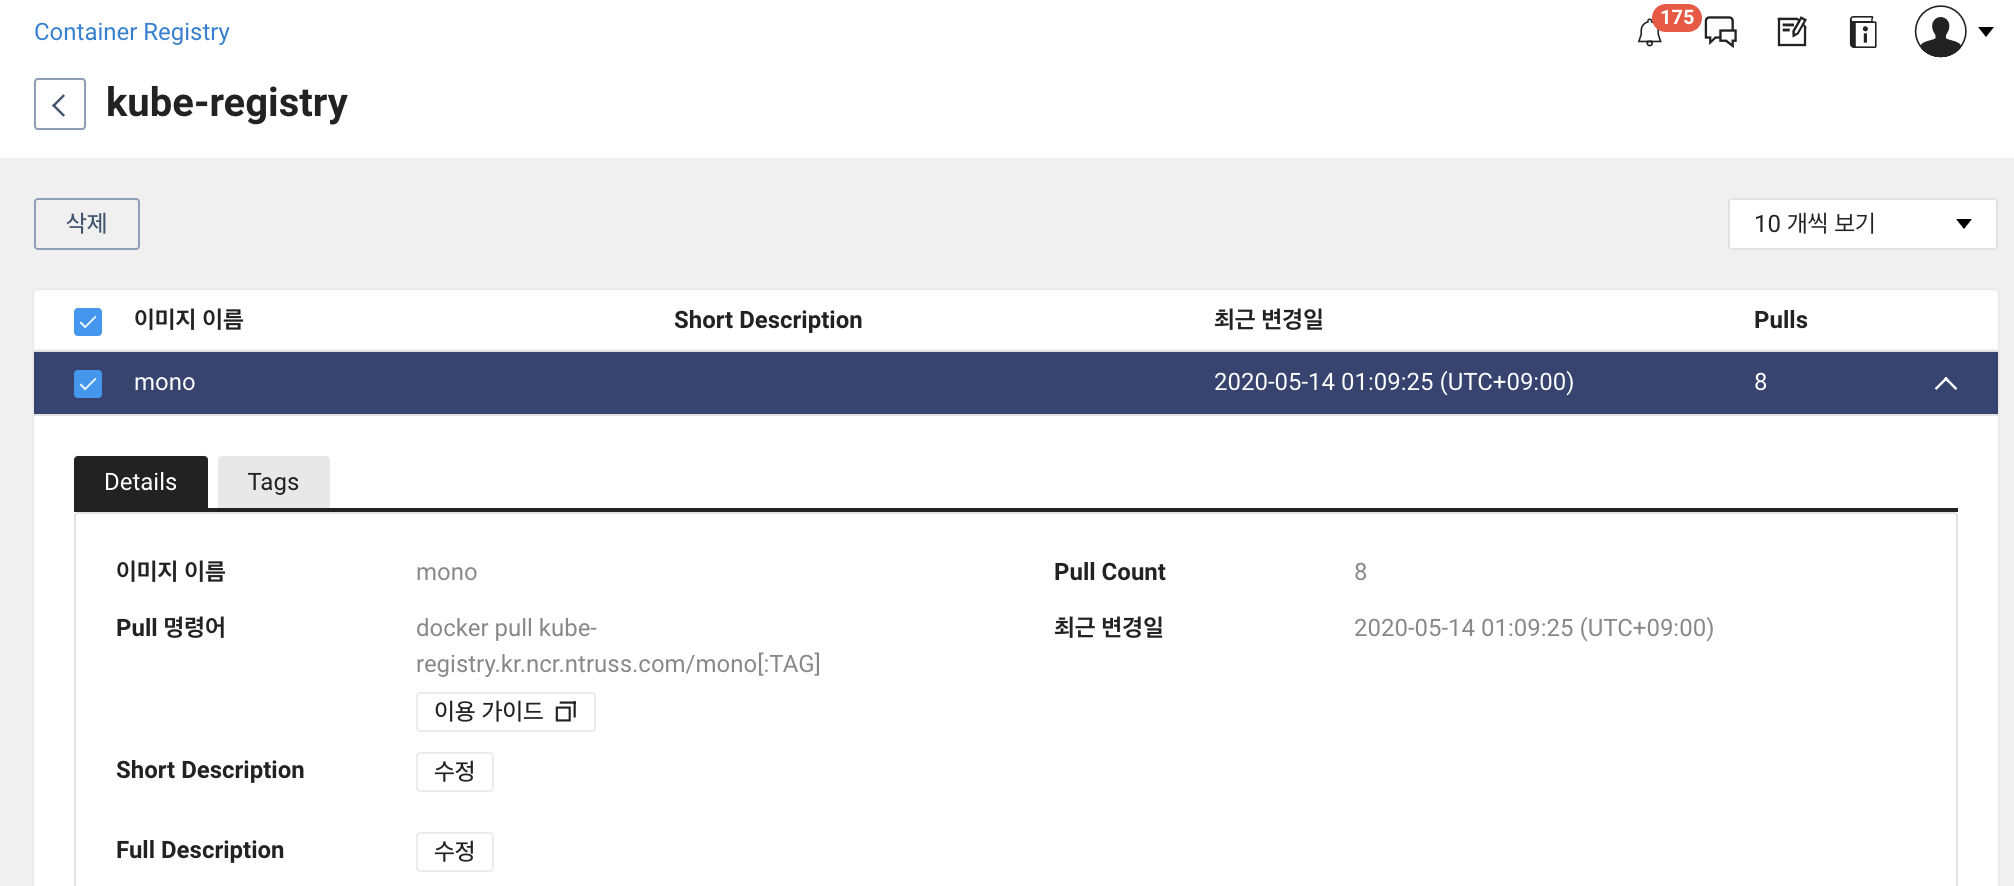 Container Registry
175
kube-registry
삭제
10 개씩 보기
이미지 이름 Short Description 최근 변경일 Pulls
mono 2020-05-14 01:09:25 (UTC+09:00) 8
Details Tags
이미지 이름 mono Pull Count 8
Pull 명령어 docker pull kube- 최근 변경일 2020-05-14 01:09:25 (UTC+09:00)
registry.kr.ncr.ntruss.com/mono[:TAG]
이용 가이드
Short Description 수정
Full Description 수정